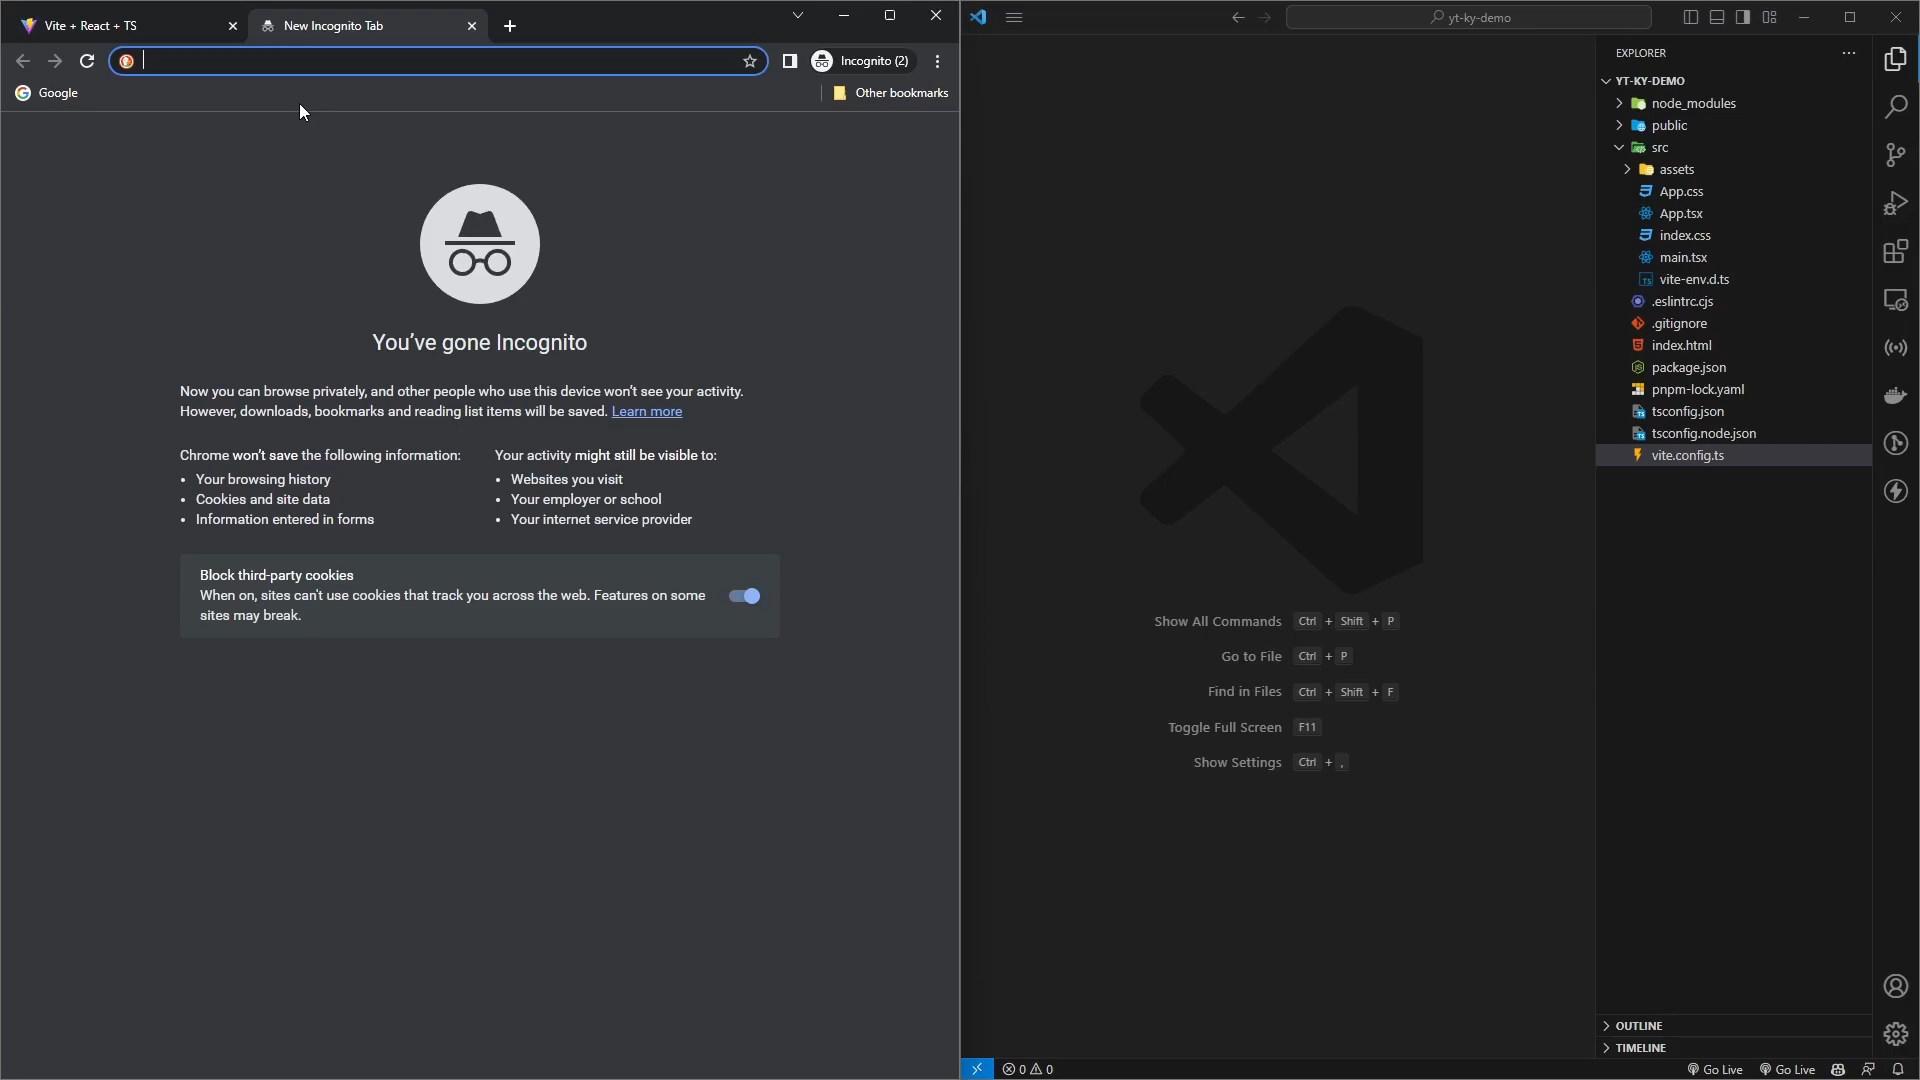 Vite + React + TS
New Incognito Tab
Incognito (2)
Google
Other bookmarks
You've gone Incognito
Now you can browse privately, and other people who use this device won't see your activity.
However, downloads, bookmarks and reading list items will be saved. Learn more
Chrome won't save the following information:
Your browsing history
Cookies and site data
Information entered in forms
Your activity might still be visible to:
Websites you visit
Your employer or school
Your internet service provider
Block third-party cookies
When on, sites can't use cookies that track you across the web. Features on some
sites may break.
yt-ky-demo
Show All Commands Ctrl + Shift + P
Go to File Ctrl + P
Find in Files Ctrl + Shift + F
Toggle Full Screen F11
Show Settings Ctrl + ,
EXPLORER
YT-KY-DEMO
node_modules
public
src
assets
App.css
App.tsx
index.css
main.tsx
vite-env.d.ts
.eslintrc.cjs
.gitignore
index.html
package.json
pnpm-lock.yaml
tsconfig.json
tsconfig.node.json
vite.config.ts
OUTLINE
TIMELINE
0 0
Go Live
Go Live